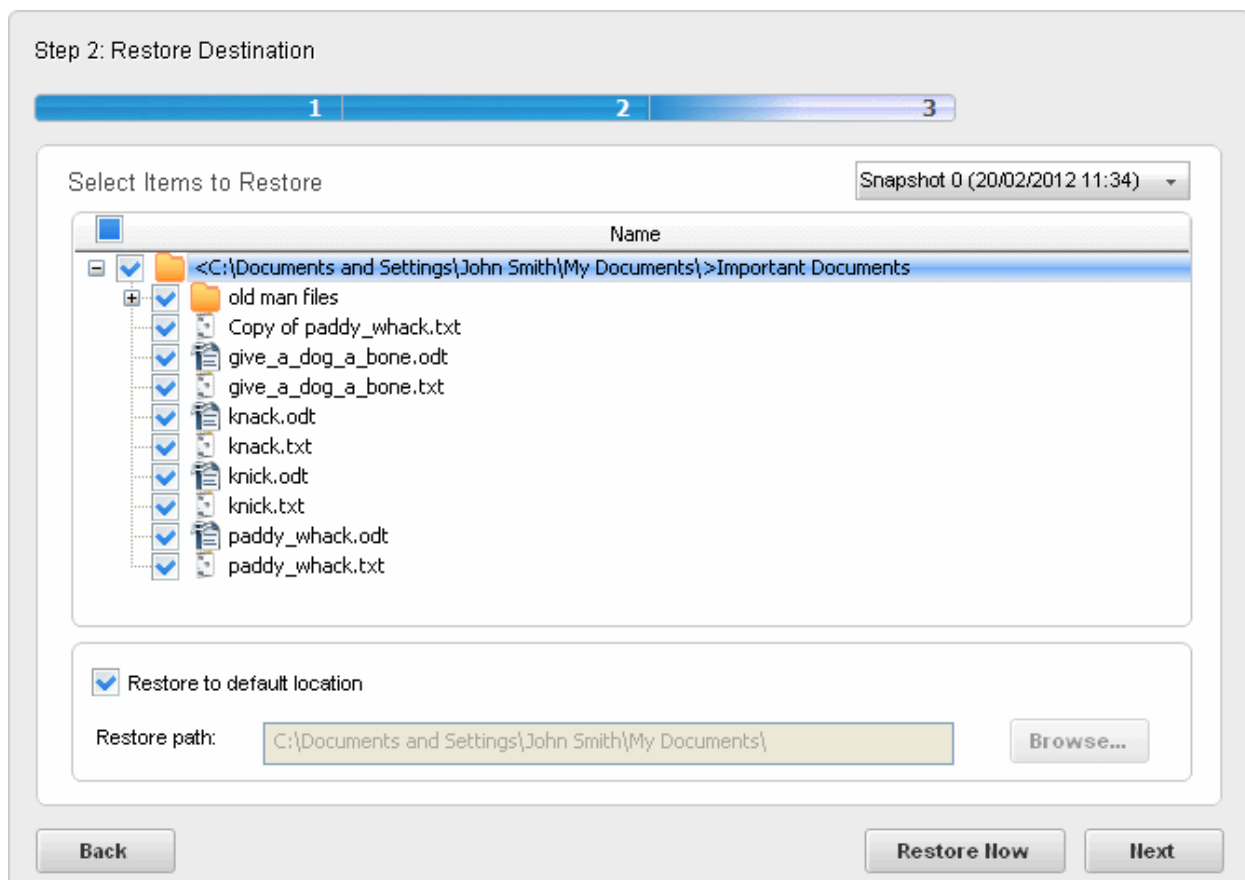 Step 2: Restore Destination
1 2 3
Select Items to Restore Snapshot 0 (20/02/2012 11:34)
Name
<C:\Documents and Settings\John Smith\My Documents\>Important Documents
old man files
Copy of paddy_whack.txt
give_a_dog_a_bone.odt
give_a_dog_a_bone.txt
knack.odt
knack.txt
knick.odt
knick.txt
paddy_whack.odt
paddy_whack.txt
Restore to default location
Restore path: C:\Documents and Settings\John Smith\My Documents\ Browse...
Back Restore Now Next